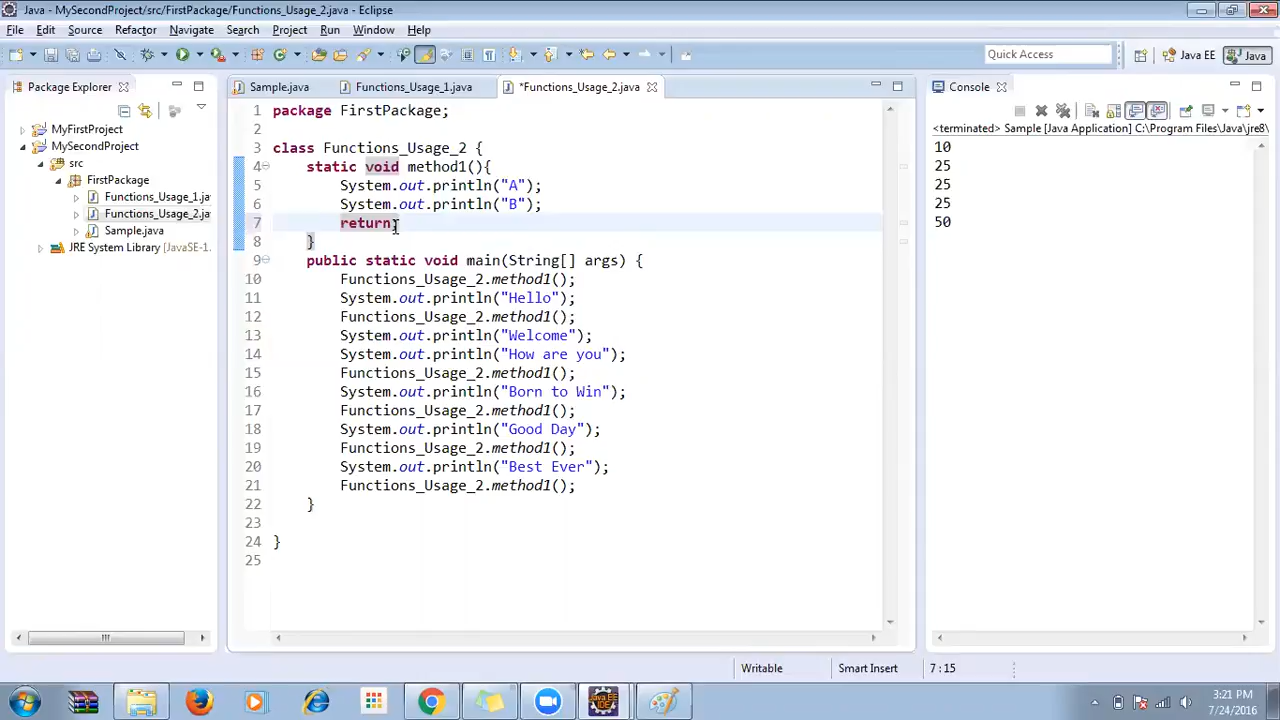 Java - MySecondProject/src/FirstPackage/Functions_Usage_2.java - Eclipse
File Edit Source Refactor Navigate Search Project Run Window Help
Quick Access
Java EE
Java
Package Explorer
MyFirstProject
MySecondProject
src
FirstPackage
Functions_Usage_1.ja
Functions_Usage_2.ja
Sample.java
JRE System Library [JavaSE-1.
Sample.java
Functions_Usage_1.java
*Functions_Usage_2.java
1 package FirstPackage;
2
3 class Functions_Usage_2 {
4 static void method1(){
5 System.out.println("A");
6 System.out.println("B");
7 return;
8 }
9 public static void main(String[] args) {
10 Functions_Usage_2.method1();
11 System.out.println("Hello");
12 Functions_Usage_2.method1();
13 System.out.println("Welcome");
14 System.out.println("How are you");
15 Functions_Usage_2.method1();
16 System.out.println("Born to Win");
17 Functions_Usage_2.method1();
18 System.out.println("Good Day");
19 Functions_Usage_2.method1();
20 System.out.println("Best Ever");
21 Functions_Usage_2.method1();
22 }
23
24 }
25
Console
<terminated> Sample [Java Application] C:\Program Files\Java\jre8\
10
25
25
25
50
Writable
Smart Insert
7 : 15
Java EE
IDE
3:21 PM
7/24/2016